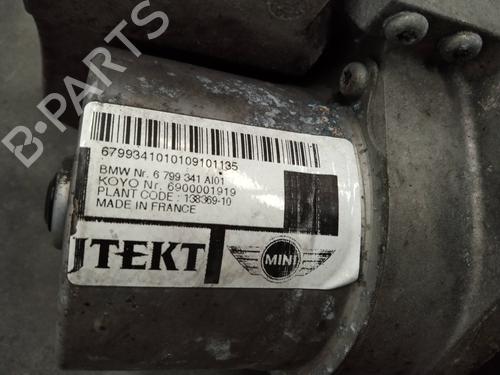 B-PARTS
6799341010109101135
BMW Nr. 6 799 341 AI01
KOYO Nr. 6900001919
PLANT CODE : 138369-10
MADE IN FRANCE
JTEKT
MINI